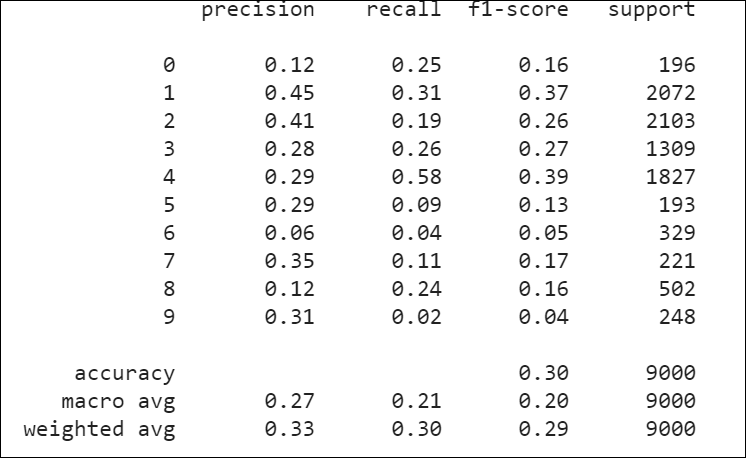 precision recall f1-score support
0 0.12 0.25 0.16 196
1 0.45 0.31 0.37 2072
2 0.41 0.19 0.26 2103
3 0.28 0.26 0.27 1309
4 0.29 0.58 0.39 1827
5 0.29 0.09 0.13 193
6 0.06 0.04 0.05 329
7 0.35 0.11 0.17 221
8 0.12 0.24 0.16 502
9 0.31 0.02 0.04 248
accuracy 0.30 9000
macro avg 0.27 0.21 0.20 9000
weighted avg 0.33 0.30 0.29 9000